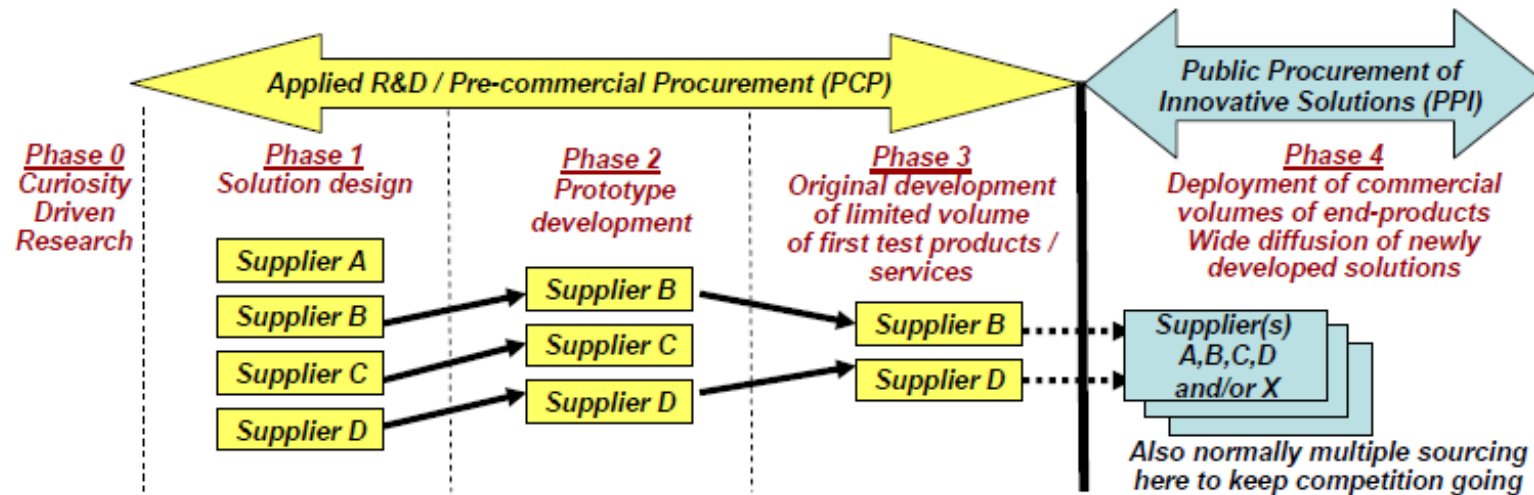 Applied R&D / Pre-commercial Procurement (PCP)
Public Procurement of
Innovative Solutions (PPI)
Phase 0
Curiosity
Driven
Research
Phase 1
Solution design
Supplier A
Supplier B
Supplier C
Supplier D
Phase 2
Prototype
development
Supplier B
Supplier C
Supplier D
Phase 3
Original development
of limited volume
of first test products /
services
Supplier B
Supplier D
Phase 4
Deployment of commercial
volumes of end-products
Wide diffusion of newly
developed solutions
Supplier(s)
A,B,C,D
and/or X
Also normally multiple sourcing
here to keep competition going